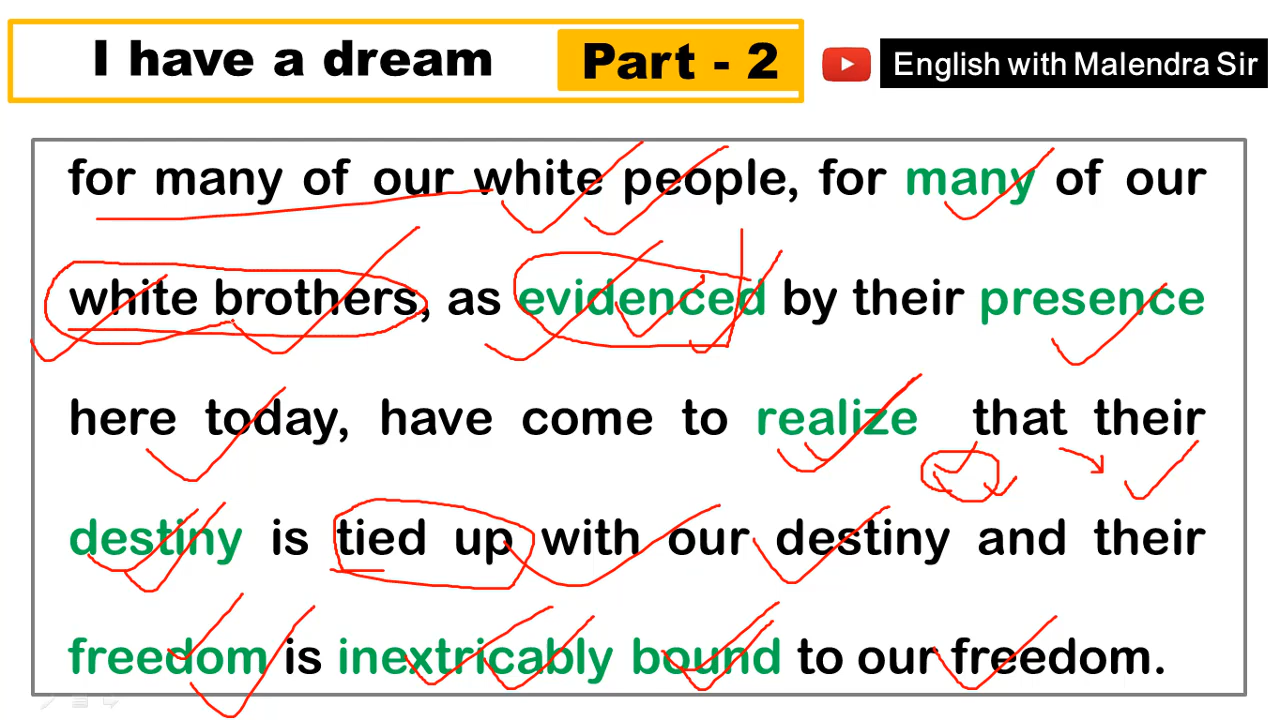 I have a dream
Part - 2
English with Malendra Sir
for many of our white people, for many of our
white brothers, as evidenced by their presence
here today, have come to realize that their
destiny is tied up with our destiny and their
freedom is inextricably bound to our freedom.